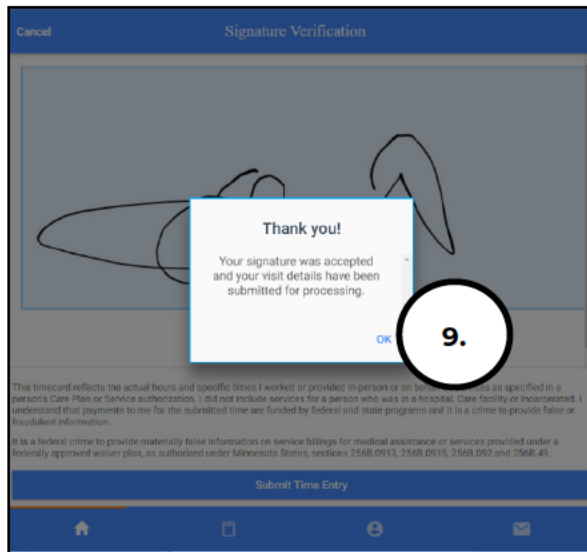 Cancel
Signature Verification
Thank you!
Your signature was accepted
and your visit details have been
submitted for processing.
OK
9.
This timecard reflects the actual hours and specific times I worked or provided in-person or on as specified in a
person's Care Plan or Service authorization. I did not include services for a person who was in a hospital, Care facility or incarcerated. I
understand that payments to me for the submitted time are funded by federal and state programs and it is a crime to provide false or
fraudulent information.
It is a federal crime to provide materially false information on service billings for medical assistance or services provided under a
federally approved waiver plan, as authorized under Minnesota States, sections 256B.0913, 256B.0915, 256B.092 and 256B.49.
Submit Time Entry